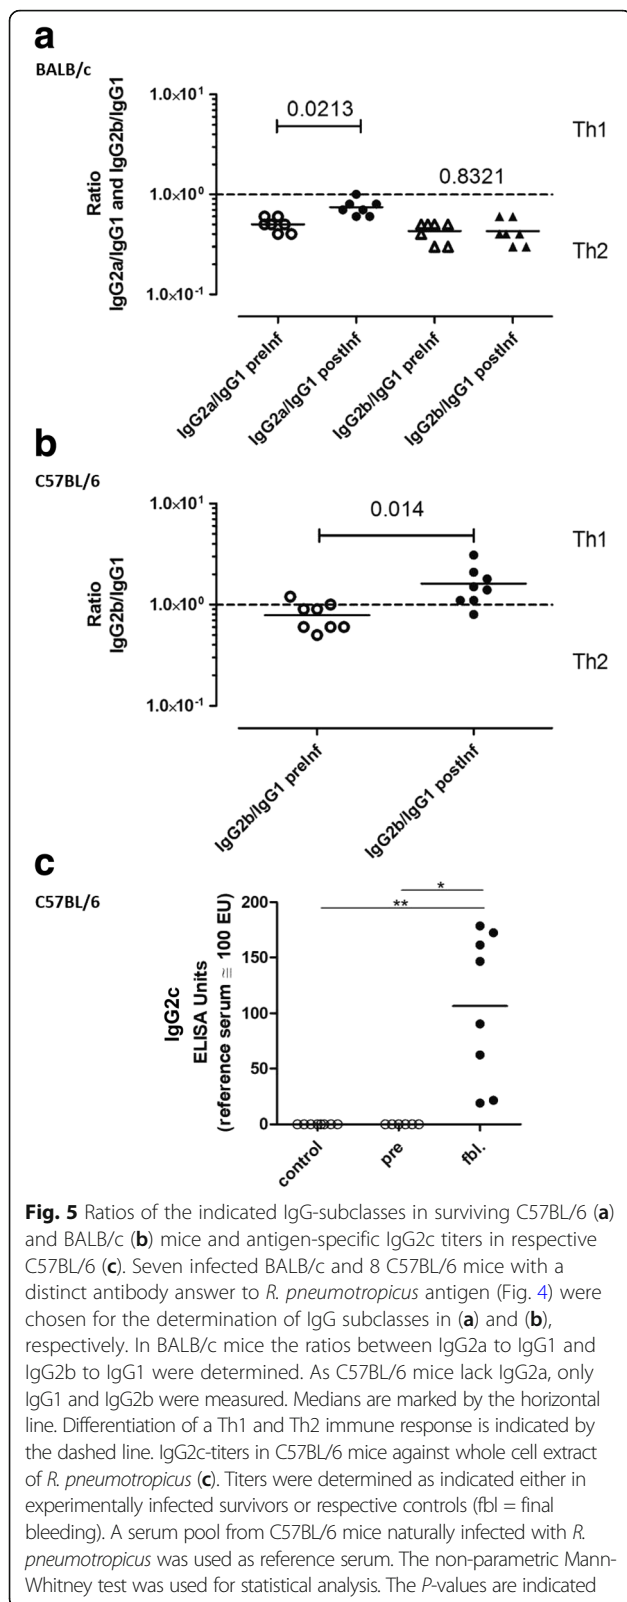 a
BALB/c
Ratio
IgG2a/IgG1 and IgG2b/IgG1
1.0×10¹
1.0×10⁰
1.0×10⁻¹
0.0213
0.8321
Th1
Th2
IgG2a/IgG1 preInf
IgG2a/IgG1 postInf
IgG2b/IgG1 preInf
IgG2b/IgG1 postInf
b
C57BL/6
Ratio
IgG2b/IgG1
1.0×10¹
1.0×10⁰
1.0×10⁻¹
0.014
Th1
Th2
IgG2b/IgG1 preInf
IgG2b/IgG1 postInf
c
C57BL/6
IgG2c
ELISA Units
(reference serum ≅ 100 EU)
200
150
100
50
0
*
**
control
pre
fbl.
Fig. 5 Ratios of the indicated IgG-subclasses in surviving C57BL/6 (a)
and BALB/c (b) mice and antigen-specific IgG2c titers in respective
C57BL/6 (c). Seven infected BALB/c and 8 C57BL/6 mice with a
distinct antibody answer to R. pneumotropicus antigen (Fig. 4) were
chosen for the determination of IgG subclasses in (a) and (b),
respectively. In BALB/c mice the ratios between IgG2a to IgG1 and
IgG2b to IgG1 were determined. As C57BL/6 mice lack IgG2a, only
IgG1 and IgG2b were measured. Medians are marked by the horizontal
line. Differentiation of a Th1 and Th2 immune response is indicated by
the dashed line. IgG2c-titers in C57BL/6 mice against whole cell extract
of R. pneumotropicus (c). Titers were determined as indicated either in
experimentally infected survivors or respective controls (fbl = final
bleeding). A serum pool from C57BL/6 mice naturally infected with R.
pneumotropicus was used as reference serum. The non-parametric Mann-
Whitney test was used for statistical analysis. The P-values are indicated